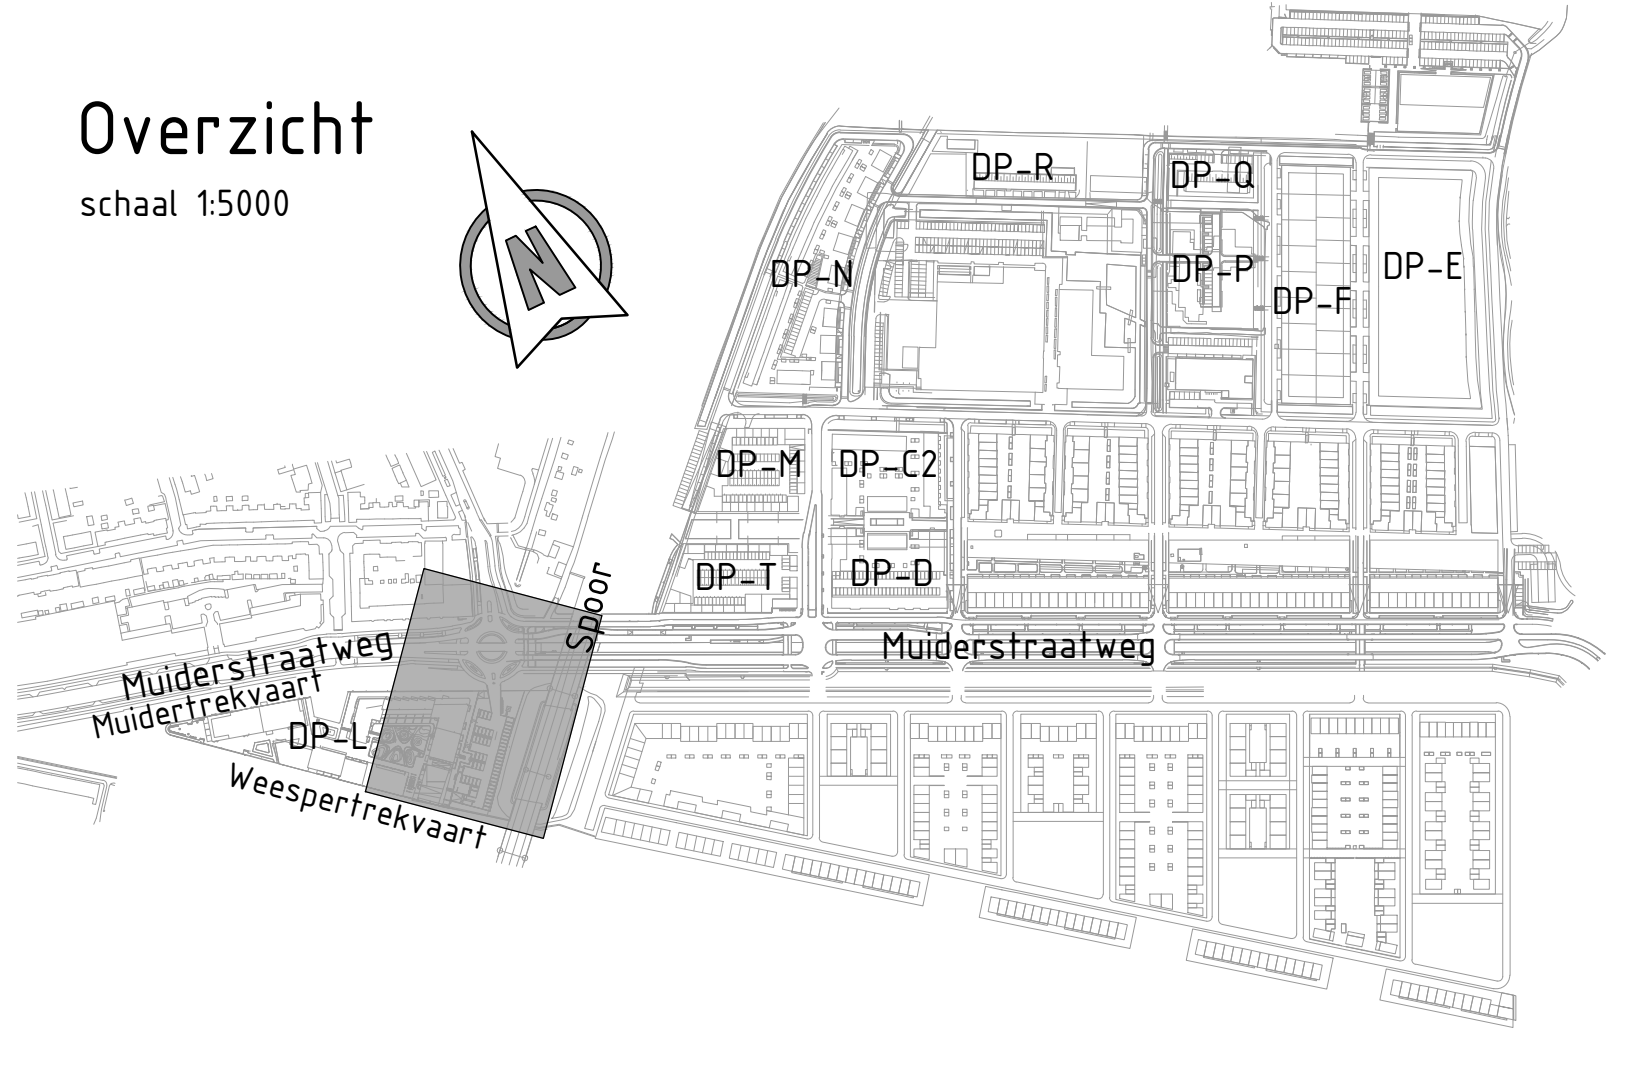 Overzicht
schaal 1:5000
N
DP-R
DP-Q
DP-N
DP-P
DP-E
DP-F
DP-M
DP-C2
DP-T
DP-D
Spoor
Muiderstraatweg
Muiderstraatweg
Muidertrekvaart
DP-L
Weespertrekvaart